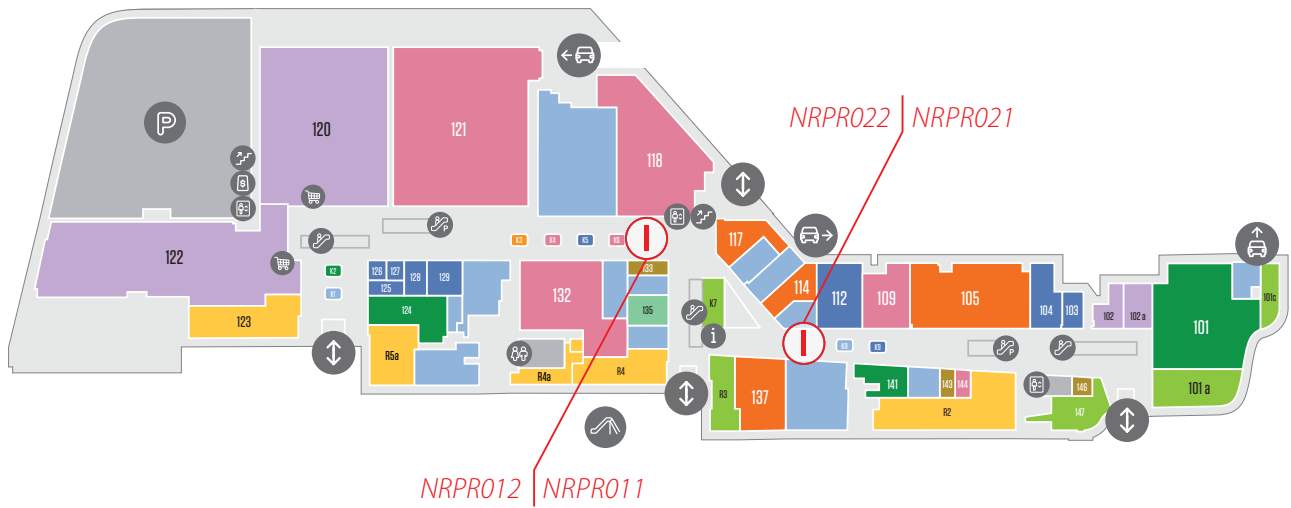 P
120
121
118
NRPR022 | NRPR021
122
123
K2
K1
K3
K4
K5
K6
117
114
112
109
105
104
103
102
102 a
101
101c
101 a
126
127
128
129
125
124
R5a
132
133
135
R4a
R4
K7
i
K8
K9
R3
137
141
143
144
R2
146
147
P
P
$
NRPR012 | NRPR011